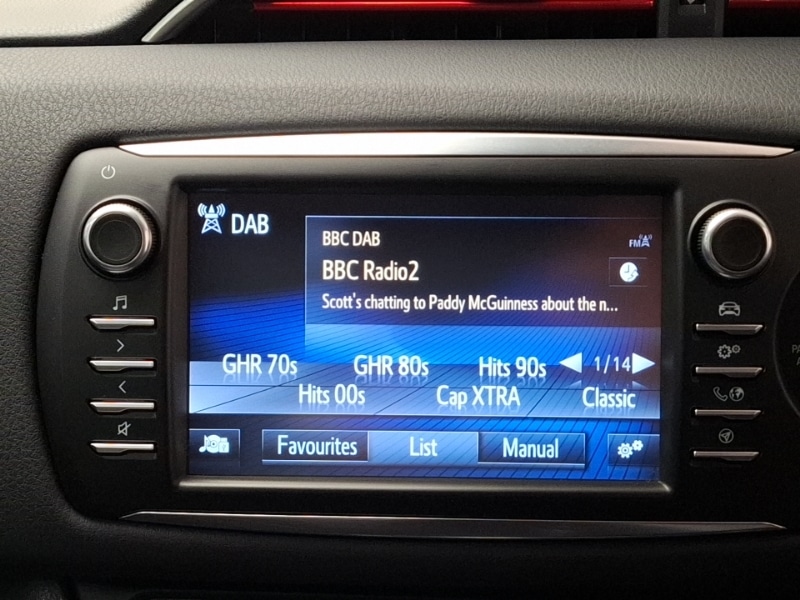 DAB
BBC DAB
FM
BBC Radio2
Scott's chatting to Paddy McGuinness about the n...
GHR 70s GHR 80s Hits 90s 1/14
Hits 00s Cap XTRA Classic
Favourites List Manual